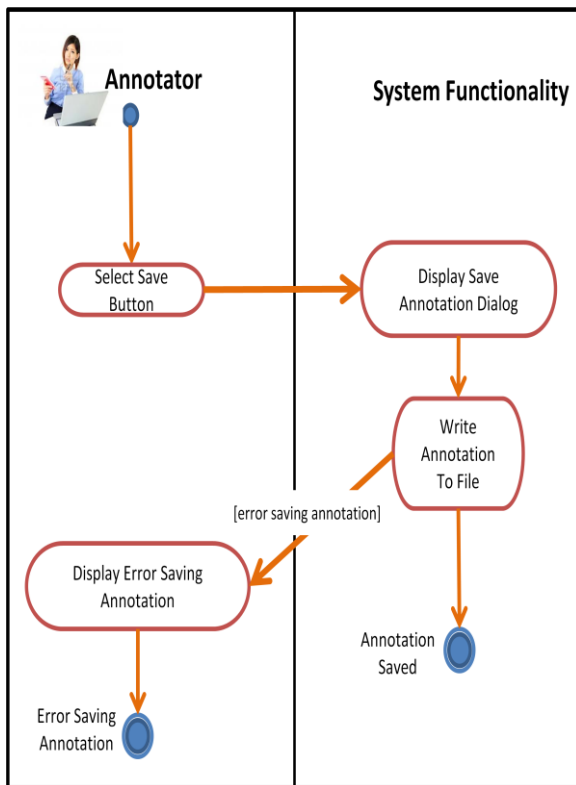 Annotator
System Functionality
Select Save
Button
Display Save
Annotation Dialog
Write
Annotation
To File
[error saving annotation]
Display Error Saving
Annotation
Annotation
Saved
Error Saving
Annotation